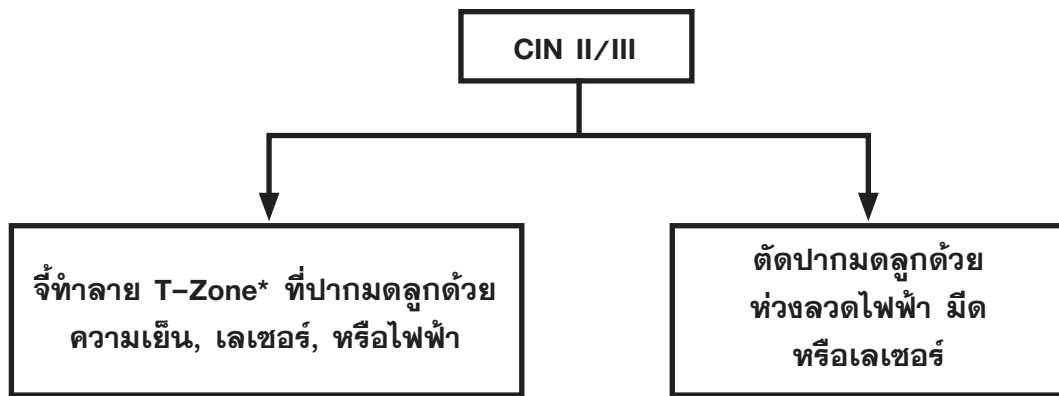 CIN II/III
จี้ทำลาย T-Zone* ที่ปากมดลูกด้วย
ความเย็น, เลเซอร์, หรือไฟฟ้า
ตัดปากมดลูกด้วย
ห่วงลวดไฟฟ้า มีด
หรือเลเซอร์